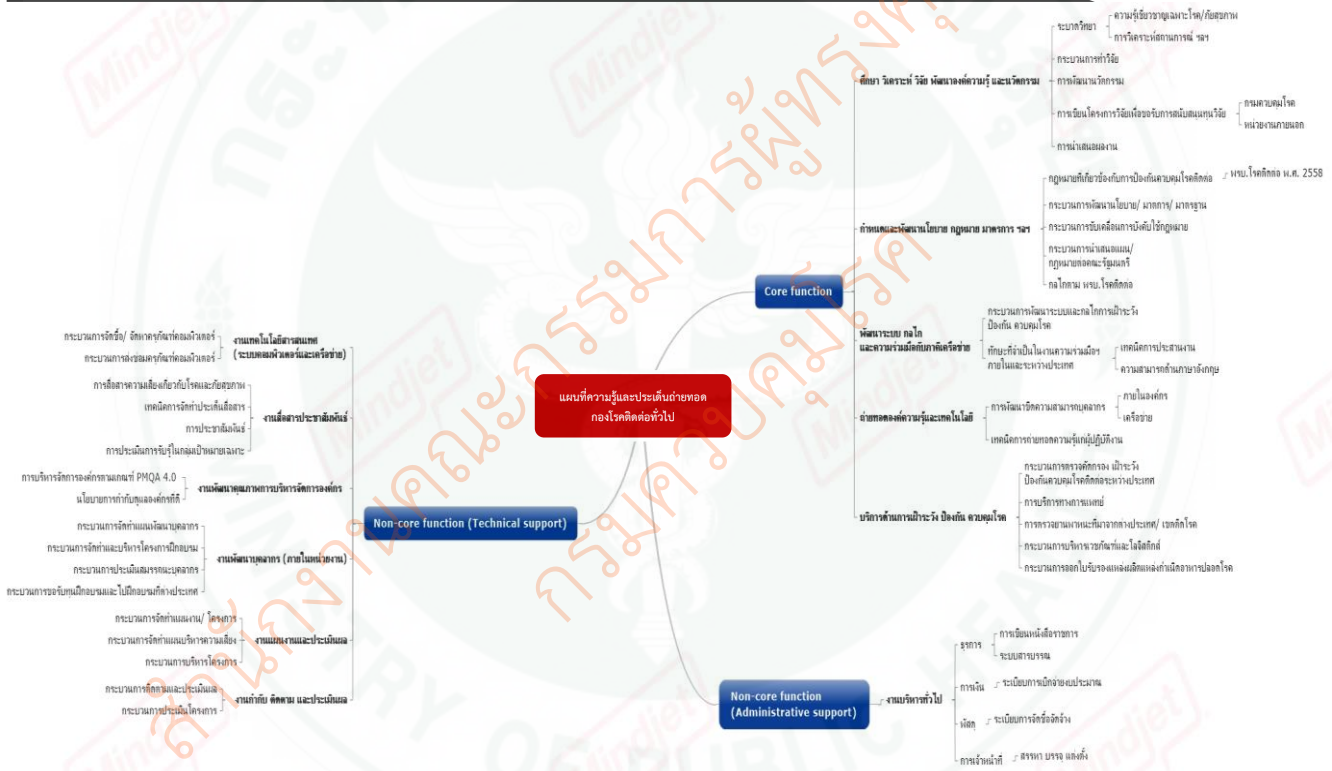 แผนที่ความรู้และประเด็นถ่ายทอด
กองโรคติดต่อทั่วไป
Core function
ศึกษา วิเคราะห์ วิจัย พัฒนาองค์ความรู้ และนวัตกรรม
ระบาดวิทยา
ความรู้เชี่ยวชาญเฉพาะโรค/ภัยสุขภาพ
การวิเคราะห์สถานการณ์ ฯลฯ
กระบวนการทำวิจัย
การพัฒนานวัตกรรม
การเขียนโครงการวิจัยเพื่อขอรับการสนับสนุนทุนวิจัย
กรมควบคุมโรค
หน่วยงานภายนอก
การนำเสนอผลงาน
กำหนดและพัฒนานโยบาย กฎหมาย มาตรการ ฯลฯ
กฎหมายที่เกี่ยวข้องกับการป้องกันควบคุมโรคติดต่อ
พรบ.โรคติดต่อ พ.ศ. 2558
กระบวนการพัฒนานโยบาย/ มาตการ/ มาตรฐาน
กระบวนการขับเคลื่อนการบังคับใช้กฎหมาย
กระบวนการนำเสนอแผน/
กฎหมายต่อคณะรัฐมนตรี
กลไกตาม พรบ.โรคติดต่อ
พัฒนาระบบ กลไก
และความร่วมมือกับภาคีเครือข่าย
กระบวนการพัฒนาระบบและกลไกการเฝ้าระวัง
ป้องกัน ควบคุมโรค
ทักษะที่จำเป็นในงานความร่วมมือฯ
ภายในและระหว่างประเทศ
เทคนิคการประสานงาน
ความสามารถด้านภาษาอังกฤษ
ถ่ายทอดองค์ความรู้และเทคโนโลยี
การพัฒนาขีดความสามารถบุคลากร
ภายในองค์กร
เครือข่าย
เทคนิคการถ่ายทอดความรู้แก่ผู้ปฏิบัติงาน
บริการด้านการเฝ้าระวัง ป้องกัน ควบคุมโรค
กระบวนการตรวจคัดกรอง เฝ้าระวัง
ป้องกันควบคุมโรคติดต่อระหว่างประเทศ
การบริการทางการแพทย์
การตรวจยานพาหนะที่มาจากต่างประเทศ/ เขตติดโรค
กระบวนการบริหารเวชภัณฑ์และโลจิสติกส์
กระบวนการออกใบรับรองแหล่งผลิตแหล่งกำเนิดอาหารปลอดโรค
Non-core function (Technical support)
งานเทคโนโลยีสารสนเทศ
(ระบบคอมพิวเตอร์และเครือข่าย)
กระบวนการจัดซื้อ/ จัดหาครุภัณฑ์คอมพิวเตอร์
กระบวนการส่งซ่อมครุภัณฑ์คอมพิวเตอร์
งานสื่อสารประชาสัมพันธ์
การสื่อสารความเสี่ยงเกี่ยวกับโรคและภัยสุขภาพ
เทคนิคการจัดทำประเด็นสื่อสาร
การประชาสัมพันธ์
การประเมินการรับรู้ในกลุ่มเป้าหมายเฉพาะ
งานพัฒนาคุณภาพการบริหารจัดการองค์กร
การบริหารจัดการองค์กรตามเกณฑ์ PMQA 4.0
นโยบายการกำกับดูแลองค์กรที่ดี
งานพัฒนาบุคลากร (ภายในหน่วยงาน)
กระบวนการจัดทำแผนพัฒนาบุคลากร
กระบวนการจัดทำและบริหารโครงการฝึกอบรม
กระบวนการประเมินสมรรถนะบุคลากร
กระบวนการขอรับทุนฝึกอบรมและไปฝึกอบรมที่ต่างประเทศ
งานแผนงานและประเมินผล
กระบวนการจัดทำแผนงาน/ โครงการ
กระบวนการจัดทำแผนบริหารความเสี่ยง
กระบวนการบริหารโครงการ
งานกำกับ ติดตาม และประเมินผล
กระบวนการติดตามและประเมินผล
กระบวนการประเมินโครงการ
Non-core function
(Administrative support)
งานบริหารทั่วไป
ธุรการ
การเขียนหนังสือราชการ
ระบบสารบรรณ
การเงิน
ระเบียบการเบิกจ่ายงบประมาณ
พัสดุ
ระเบียบการจัดซื้อจัดจ้าง
การเจ้าหน้าที่
สรรหา บรรจุ แต่งตั้ง
สำนักงานคณะกรรมการผู้ทรงคุ
กรมควบคุมโรค
Mindjet